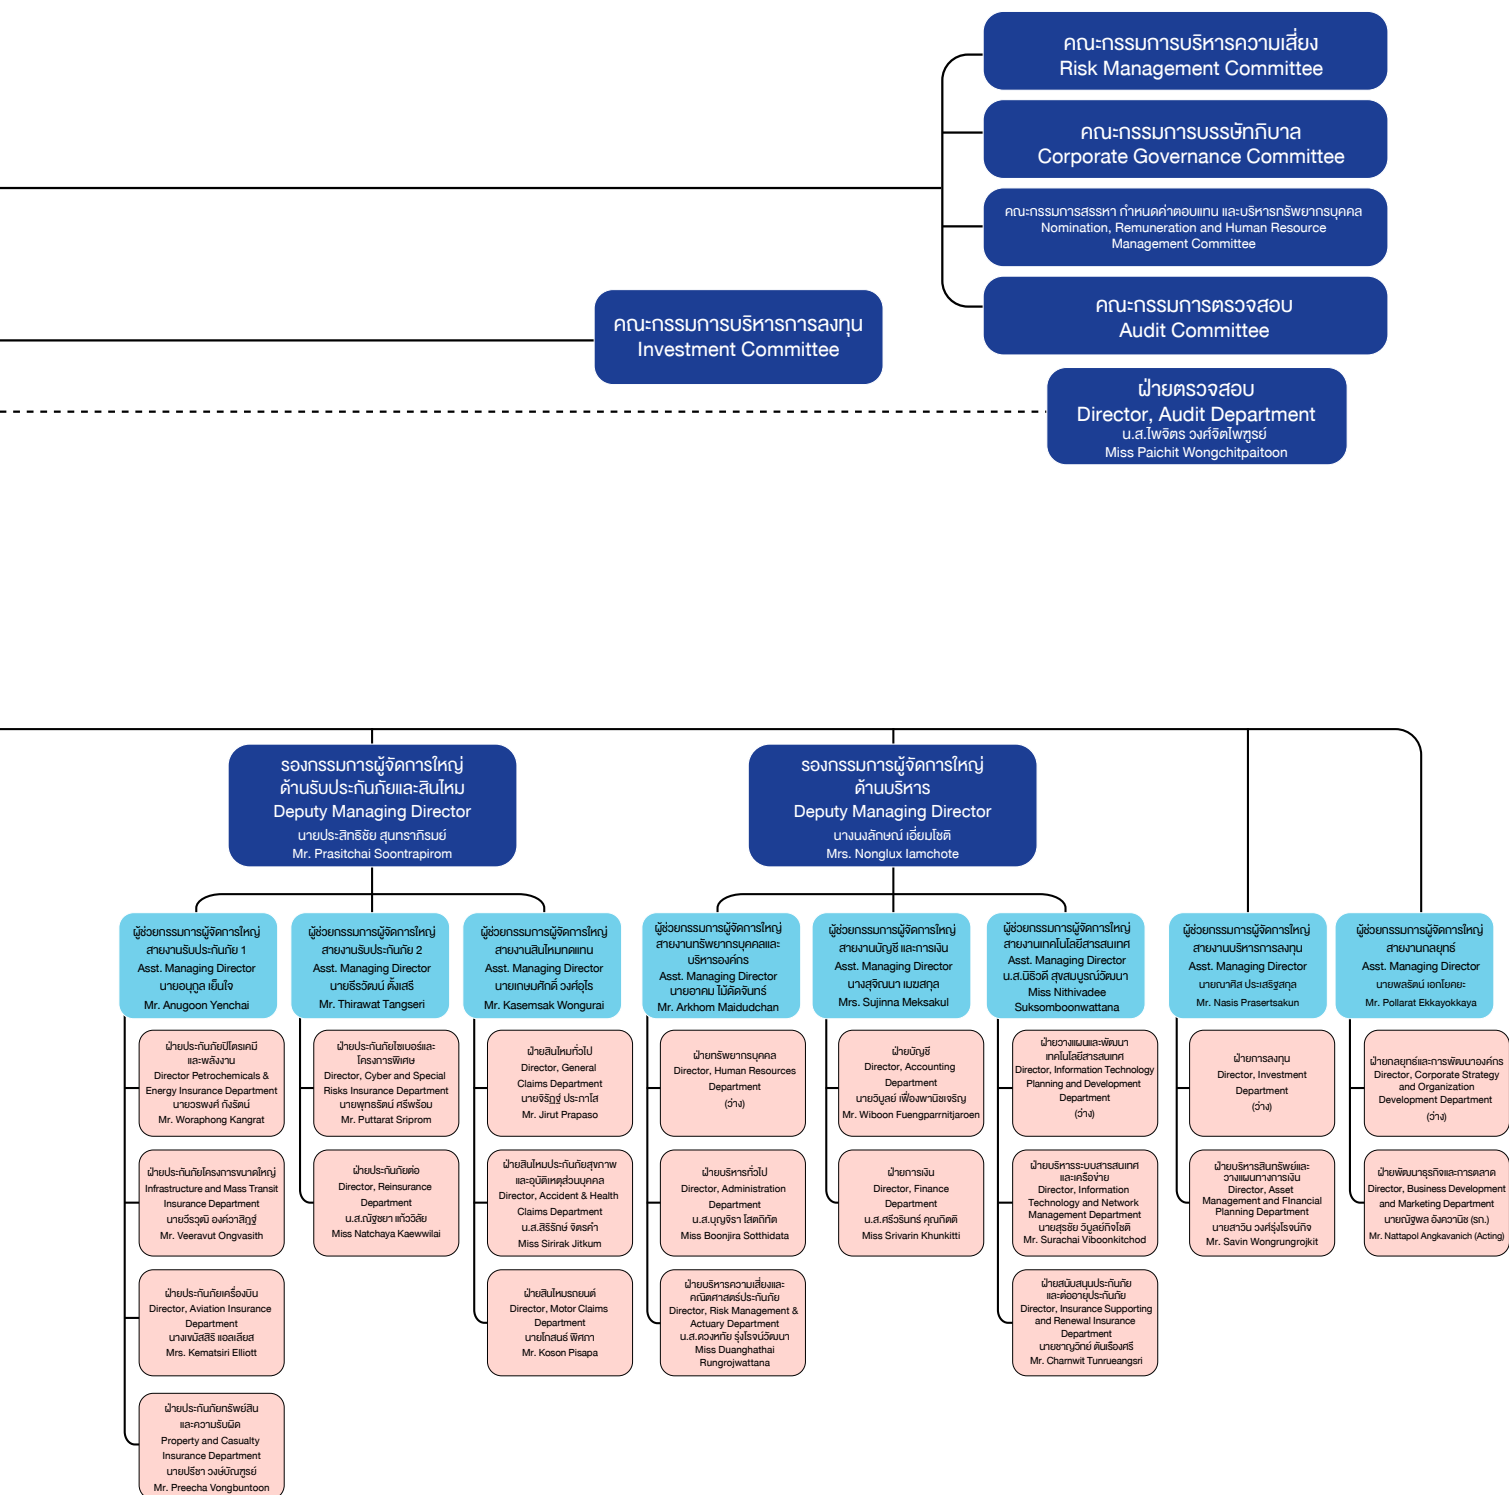 คณะกรรมการบริหารความเสี่ยง
Risk Management Committee
คณะกรรมการบรรษัทภิบาล
Corporate Governance Committee
คณะกรรมการสรรหา กำหนดค่าตอบแทน และบริหารทรัพยากรบุคคล
Nomination, Remuneration and Human Resource
Management Committee
คณะกรรมการตรวจสอบ
Audit Committee
คณะกรรมการบริหารการลงทุน
Investment Committee
ฝ่ายตรวจสอบ
Director, Audit Department
น.ส.ไพจิตร วงศ์จิตไพฑูรย์
Miss Paichit Wongchitpaitoon
รองกรรมการผู้จัดการใหญ่
ด้านรับประกันภัยและสินไหม
Deputy Managing Director
นายประสิทธิชัย สุนทราภิรมย์
Mr. Prasitchai Soontrapirom
รองกรรมการผู้จัดการใหญ่
ด้านบริหาร
Deputy Managing Director
นางนงลักษณ์ เอี่ยมโชติ
Mrs. Nonglux Iamchote
ผู้ช่วยกรรมการผู้จัดการใหญ่
สายงานรับประกันภัย 1
Asst. Managing Director
นายอนุกูล เย็นใจ
Mr. Anugoon Yenchai
ผู้ช่วยกรรมการผู้จัดการใหญ่
สายงานรับประกันภัย 2
Asst. Managing Director
นายธีรวัฒน์ ตั้งเสรี
Mr. Thirawat Tangseri
ผู้ช่วยกรรมการผู้จัดการใหญ่
สายงานสินไหมทดแทน
Asst. Managing Director
นายเกษมศักดิ์ วงศ์อุไร
Mr. Kasemsak Wongurai
ผู้ช่วยกรรมการผู้จัดการใหญ่
สายงานทรัพยากรบุคคลและ
บริหารองค์กร
Asst. Managing Director
นายอาคม ไม้ดัดจันทร์
Mr. Arkhom Maidudchan
ผู้ช่วยกรรมการผู้จัดการใหญ่
สายงานบัญชี และการเงิน
Asst. Managing Director
นางสุจิณนา เมฆสกุล
Mrs. Sujinna Meksakul
ผู้ช่วยกรรมการผู้จัดการใหญ่
สายงานเทคโนโลยีสารสนเทศ
Asst. Managing Director
น.ส.นิธิวดี สุขสมบูรณ์วัฒนา
Miss Nithivadee
Suksomboonwattana
ผู้ช่วยกรรมการผู้จัดการใหญ่
สายงานบริหารการลงทุน
Asst. Managing Director
นายณาศิส ประเสริฐสกุล
Mr. Nasis Prasertsakun
ผู้ช่วยกรรมการผู้จัดการใหญ่
สายงานกลยุทธ์
Asst. Managing Director
นายพลรัตน์ เอกโยคยะ
Mr. Pollarat Ekkayokkaya
ฝ่ายประกันภัยปิโตรเคมี
และพลังงาน
Director Petrochemicals &
Energy Insurance Department
นายวรพงศ์ กังรัตน์
Mr. Woraphong Kangrat
ฝ่ายประกันภัยไซเบอร์และ
โครงการพิเศษ
Director, Cyber and Special
Risks Insurance Department
นายพุทธรัตน์ ศรีพร้อม
Mr. Puttarat Sriprom
ฝ่ายสินไหมทั่วไป
Director, General
Claims Department
นายจิรัฏฐ์ ประภาโส
Mr. Jirut Prapaso
ฝ่ายทรัพยากรบุคคล
Director, Human Resources
Department
(ว่าง)
ฝ่ายบัญชี
Director, Accounting
Department
นายวิบูลย์ เฟื่องพานิชเจริญ
Mr. Wiboon Fuengparrnitjaroen
ฝ่ายวางแผนและพัฒนา
เทคโนโลยีสารสนเทศ
Director, Information Technology
Planning and Development
Department
(ว่าง)
ฝ่ายการลงทุน
Director, Investment
Department
(ว่าง)
ฝ่ายกลยุทธ์และการพัฒนาองค์กร
Director, Corporate Strategy
and Organization
Development Department
(ว่าง)
ฝ่ายประกันภัยโครงการขนาดใหญ่
Infrastructure and Mass Transit
Insurance Department
นายวีรวุฒิ องค์วาสิฏฐ์
Mr. Veeravut Ongvasith
ฝ่ายประกันภัยต่อ
Director, Reinsurance
Department
น.ส.ณัฐชยา แก้ววิลัย
Miss Natchaya Kaewwilai
ฝ่ายสินไหมประกันภัยสุขภาพ
และอุบัติเหตุส่วนบุคคล
Director, Accident & Health
Claims Department
น.ส.สิริรักษ์ จิตรคำ
Miss Sirirak Jitkum
ฝ่ายบริหารทั่วไป
Director, Administration
Department
น.ส.บุญจิรา โสตถิทัต
Miss Boonjira Sotthidata
ฝ่ายการเงิน
Director, Finance
Department
น.ส.ศรีวรินทร์ คุณกิตติ
Miss Srivarin Khunkitti
ฝ่ายบริหารระบบสารสนเทศ
และเครือข่าย
Director, Information
Technology and Network
Management Department
นายสุรชัย วิบูลย์กิจโชติ
Mr. Surachai Viboonkitchod
ฝ่ายบริหารสินทรัพย์และ
วางแผนทางการเงิน
Director, Asset
Management and FInancial
Planning Department
นายสาวิน วงศ์รุ่งโรจน์กิจ
Mr. Savin Wongrungrojkit
ฝ่ายพัฒนาธุรกิจและการตลาด
Director, Business Development
and Marketing Department
นายณัฐพล อังควานิช (รก.)
Mr. Nattapol Angkavanich (Acting)
ฝ่ายประกันภัยเครื่องบิน
Director, Aviation Insurance
Department
นางเขมัสสิริ แอลเลียส
Mrs. Kematsiri Elliott
ฝ่ายสินไหมรถยนต์
Director, Motor Claims
Department
นายโกสนธ์ พิศภา
Mr. Koson Pisapa
ฝ่ายบริหารความเสี่ยงและ
คณิตศาสตร์ประกันภัย
Director, Risk Management &
Actuary Department
น.ส.ดวงหทัย รุ่งโรจน์วัฒนา
Miss Duanghathai
Rungrojwattana
ฝ่ายสนับสนุนประกันภัย
และต่ออายุประกันภัย
Director, Insurance Supporting
and Renewal Insurance
Department
นายชาญวิทย์ ตันเรืองศรี
Mr. Charnwit Tunrueangsri
ฝ่ายประกันภัยทรัพย์สิน
และความรับผิด
Property and Casualty
Insurance Department
นายปรีชา วงษ์บัณฑูรย์
Mr. Preecha Vongbuntoon